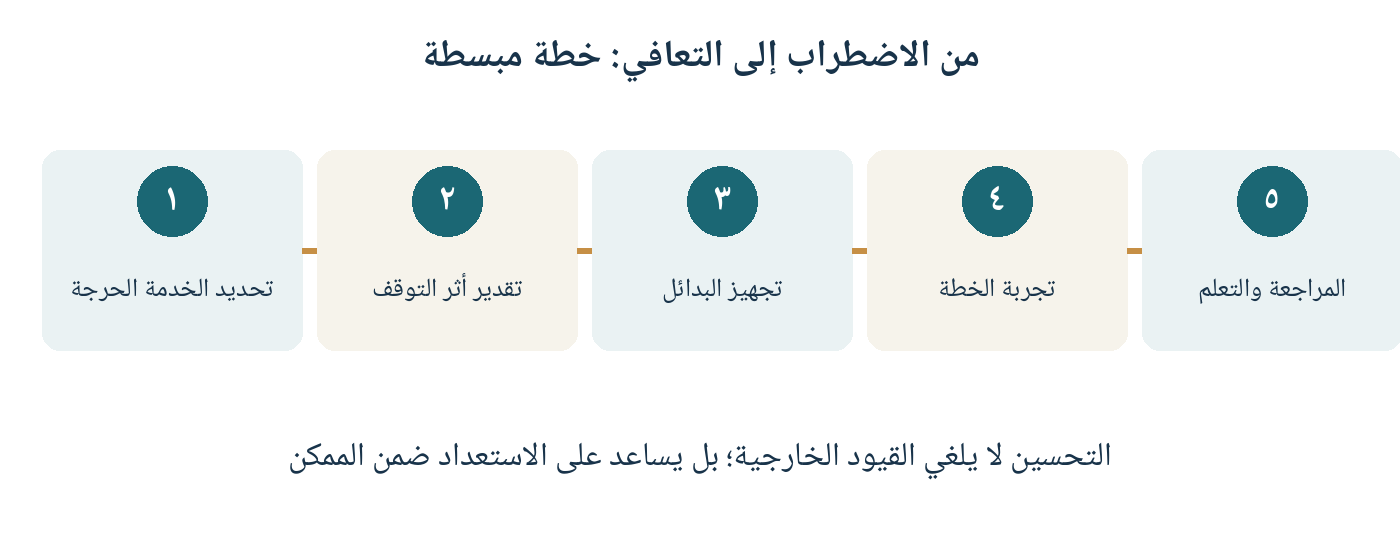 من الاضطراب إلى التعافي: خطة مبسطة
١
تحديد الخدمة الحرجة
٢
تقدير أثر التوقف
٣
تجهيز البدائل
٤
تجربة الخطة
٥
المراجعة والتعلم
التحسين لا يلغي القيود الخارجية؛ بل يساعد على الاستعداد ضمن الممكن